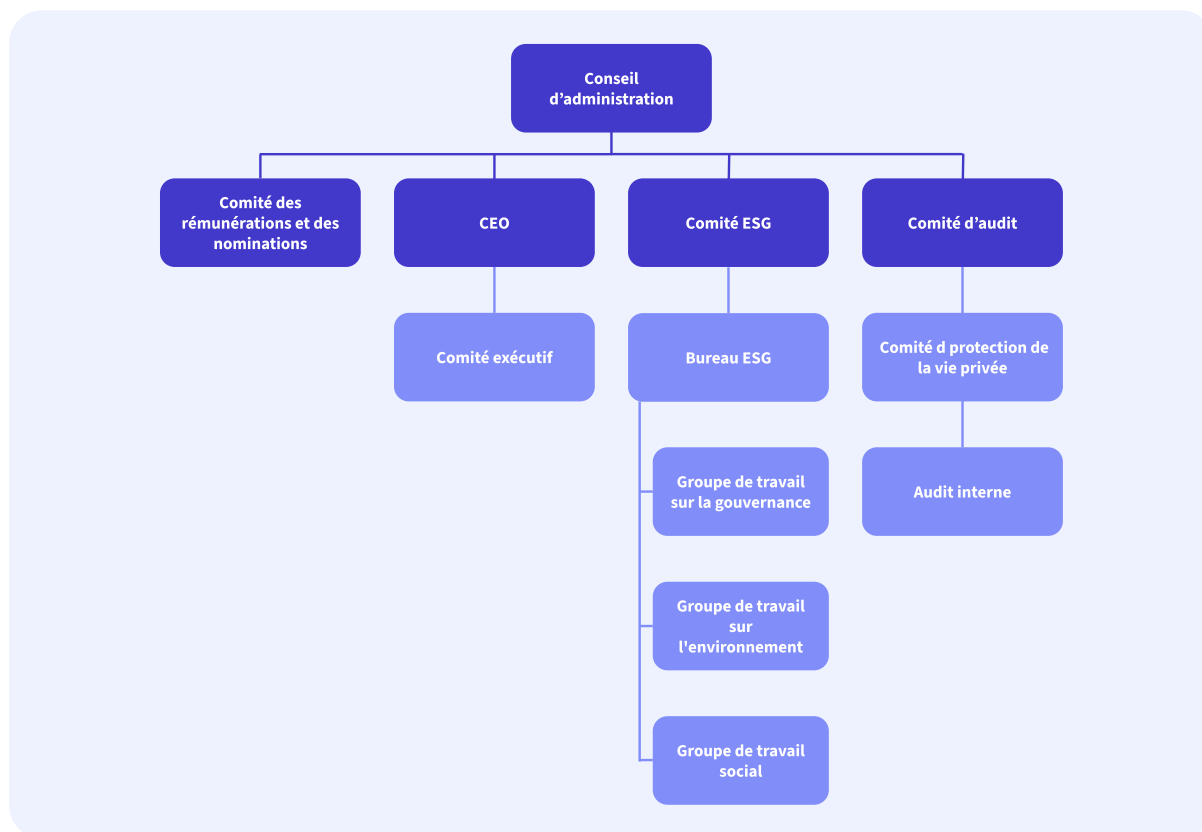 Conseil
d’administration
Comité des
rémunérations et des
nominations
CEO
Comité ESG
Comité d’audit
Comité exécutif
Bureau ESG
Comité d protection de
la vie privée
Groupe de travail
sur la gouvernance
Audit interne
Groupe de travail
sur
l'environnement
Groupe de travail
social